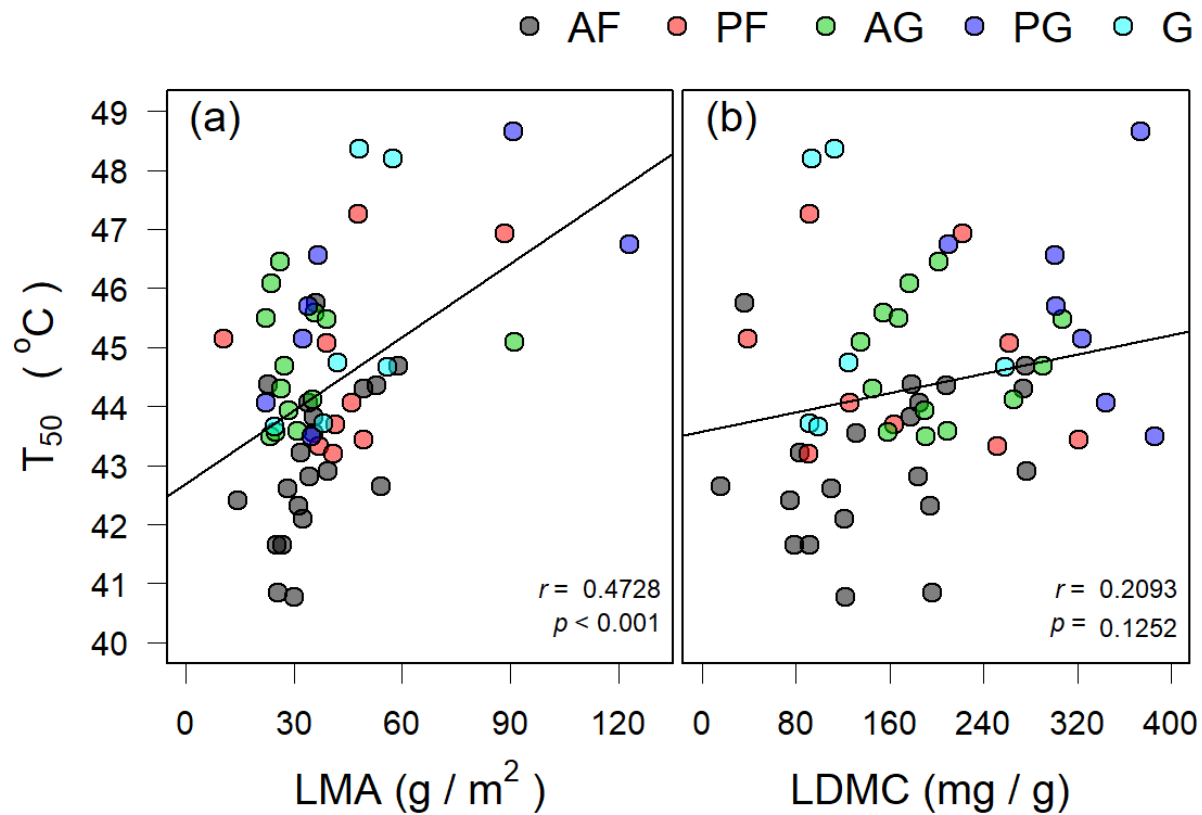 AF PF AG PG G
(a) (b)
49
48
47
46
45
44
43
42
41
40
T50 ( °C )
r = 0.4728
p < 0.001
r = 0.2093
p = 0.1252
0 30 60 90 120
0 80 160 240 320 400
LMA (g / m²)
LDMC (mg / g)